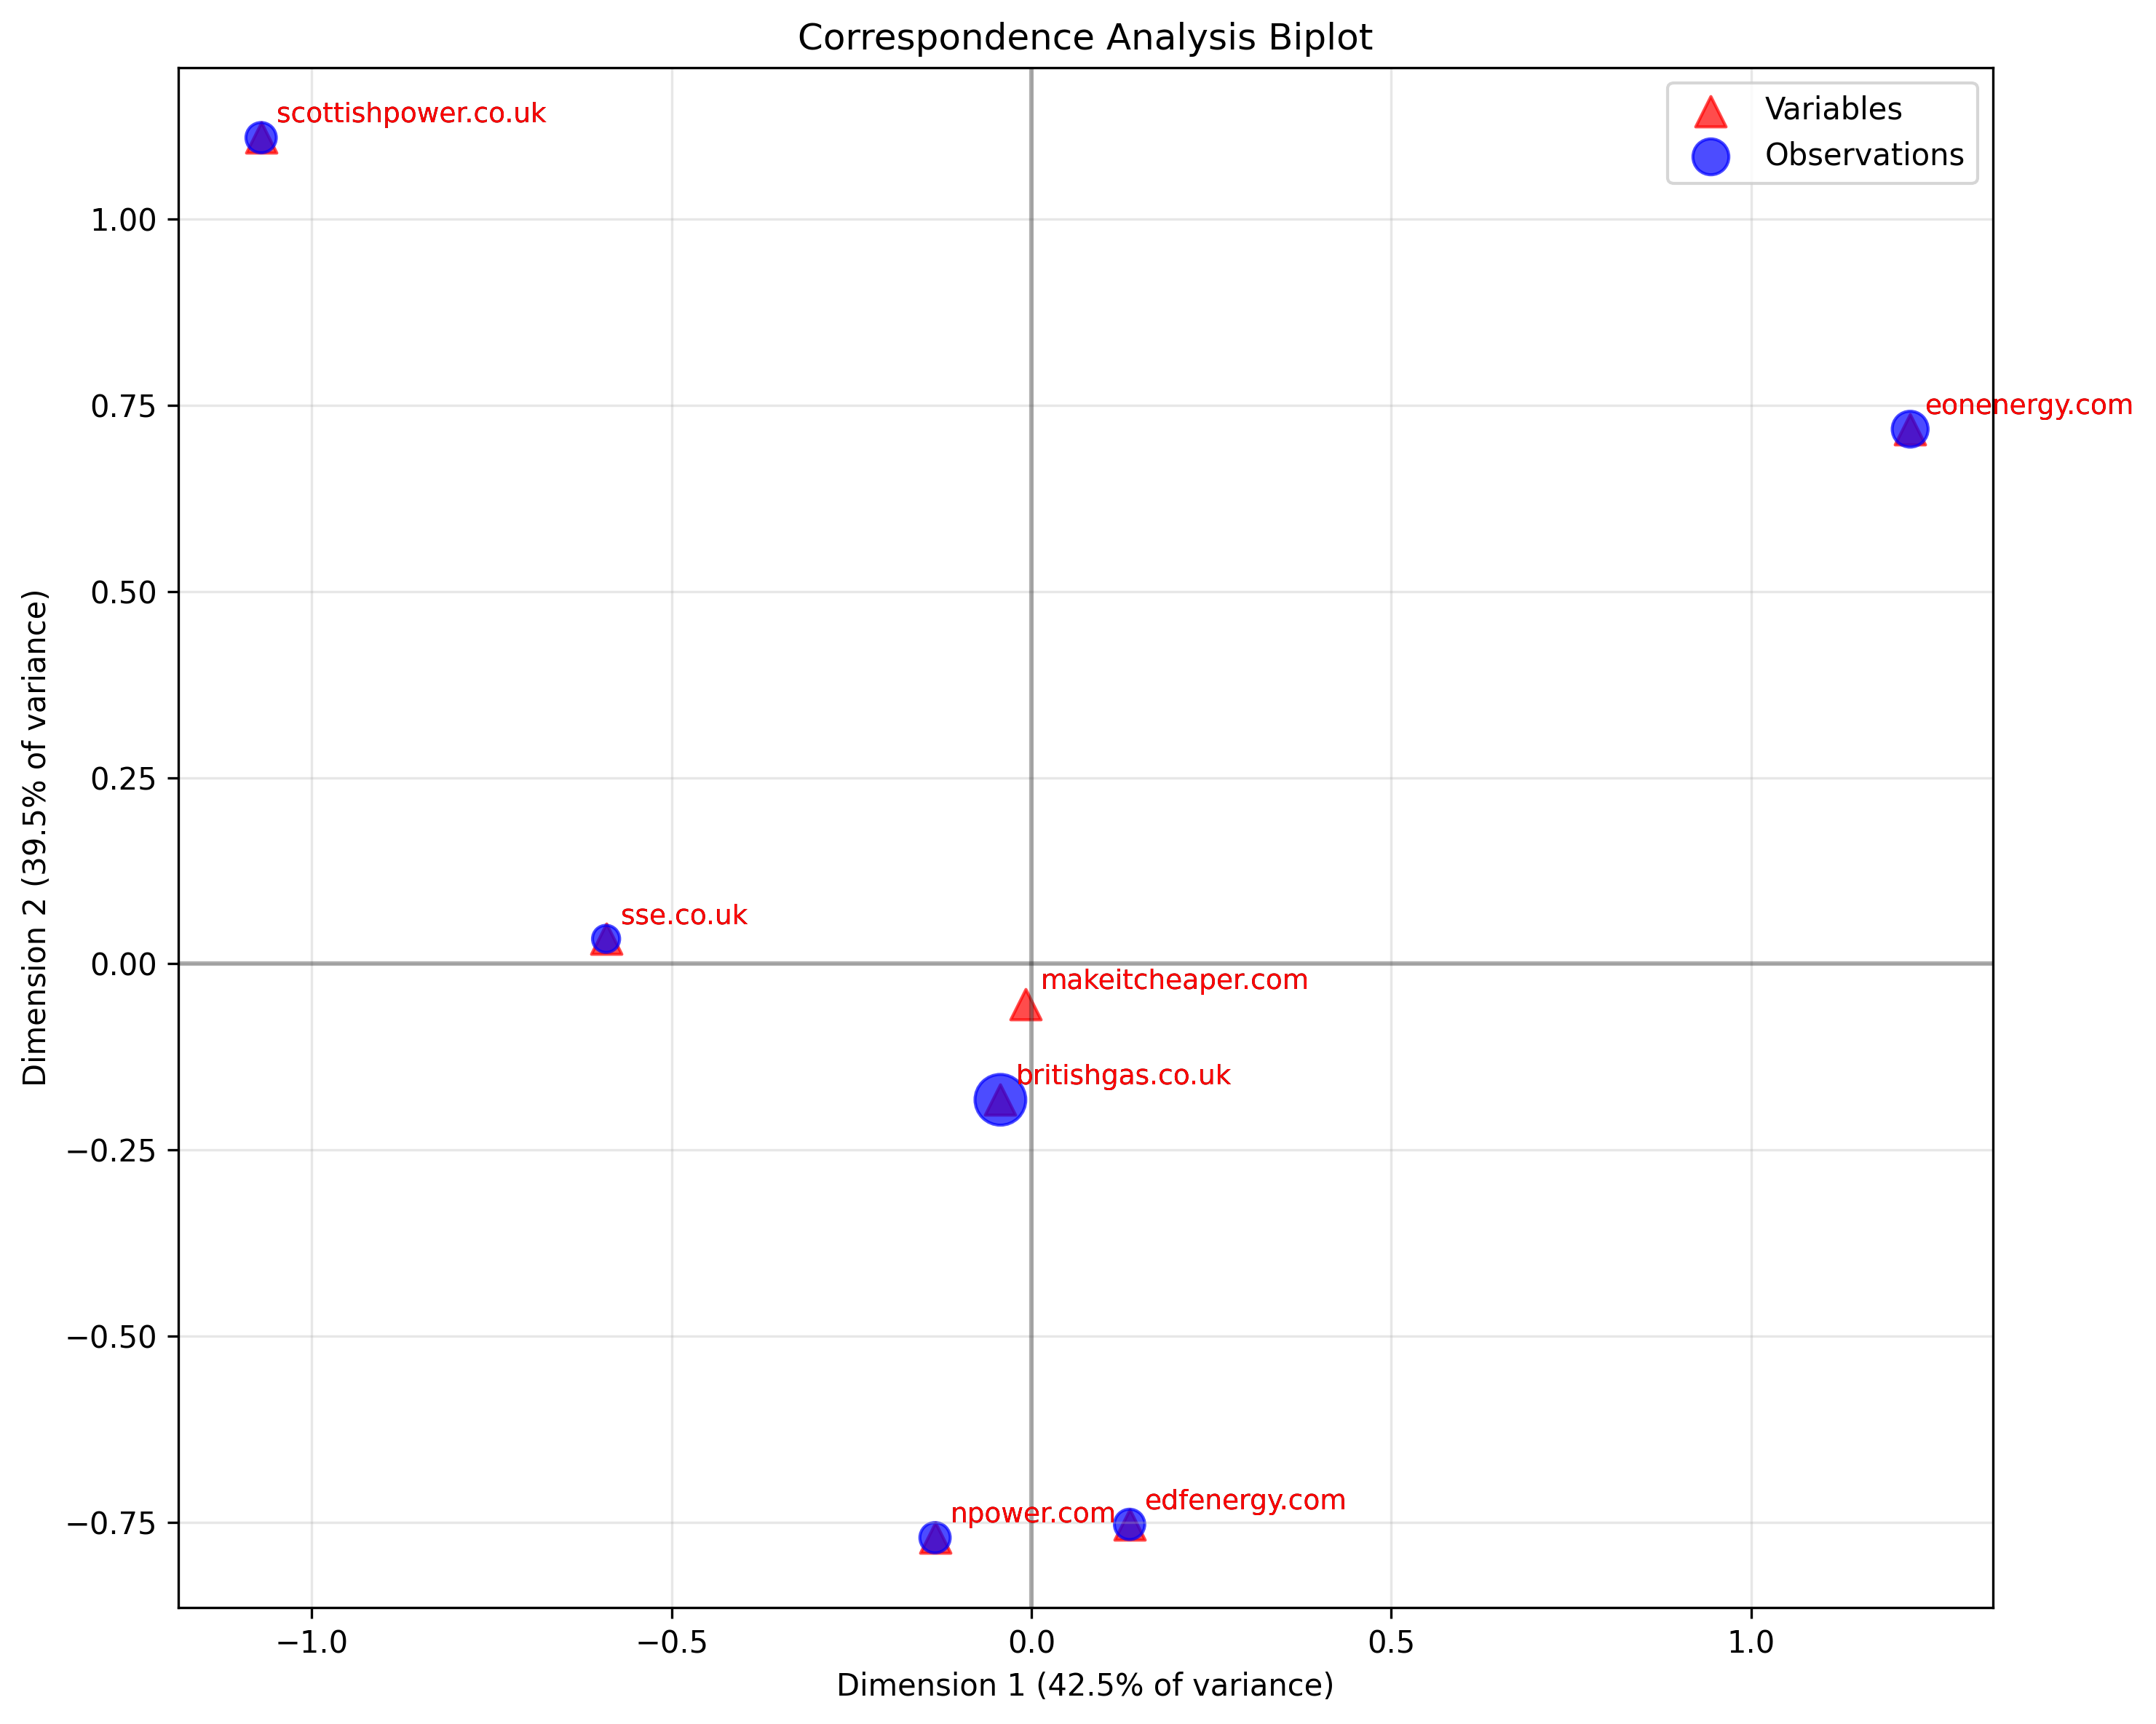 Correspondence Analysis Biplot
Variables
Observations
scottishpower.co.uk
eonenergy.com
sse.co.uk
makeitcheaper.com
britishgas.co.uk
npower.com
edfenergy.com
1.00
0.75
0.50
0.25
0.00
−0.25
−0.50
−0.75
Dimension 2 (39.5% of variance)
−1.0
−0.5
0.0
0.5
1.0
Dimension 1 (42.5% of variance)